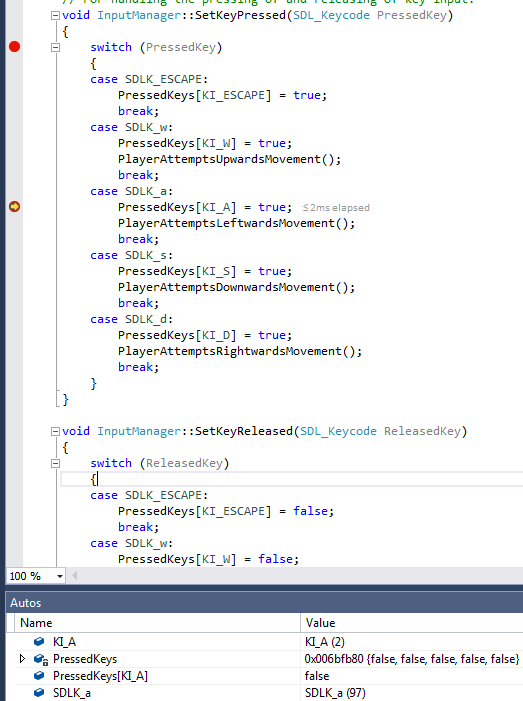 // For handling the pressing of and releasing of key input.
void InputManager::SetKeyPressed(SDL_Keycode PressedKey)
{
switch (PressedKey)
{
case SDLK_ESCAPE:
PressedKeys[KI_ESCAPE] = true;
break;
case SDLK_w:
PressedKeys[KI_W] = true;
PlayerAttemptsUpwardsMovement();
break;
case SDLK_a:
PressedKeys[KI_A] = true; ≤2ms elapsed
PlayerAttemptsLeftwardsMovement();
break;
case SDLK_s:
PressedKeys[KI_S] = true;
PlayerAttemptsDownwardsMovement();
break;
case SDLK_d:
PressedKeys[KI_D] = true;
PlayerAttemptsRightwardsMovement();
break;
}
}
void InputManager::SetKeyReleased(SDL_Keycode ReleasedKey)
{
switch (ReleasedKey)
{
case SDLK_ESCAPE:
PressedKeys[KI_ESCAPE] = false;
break;
case SDLK_w:
PressedKeys[KI_W] = false;
100 %
Autos
Name Value
KI_A KI_A (2)
PressedKeys 0x006bfb80 {false, false, false, false, false}
PressedKeys[KI_A] false
SDLK_a SDLK_a (97)